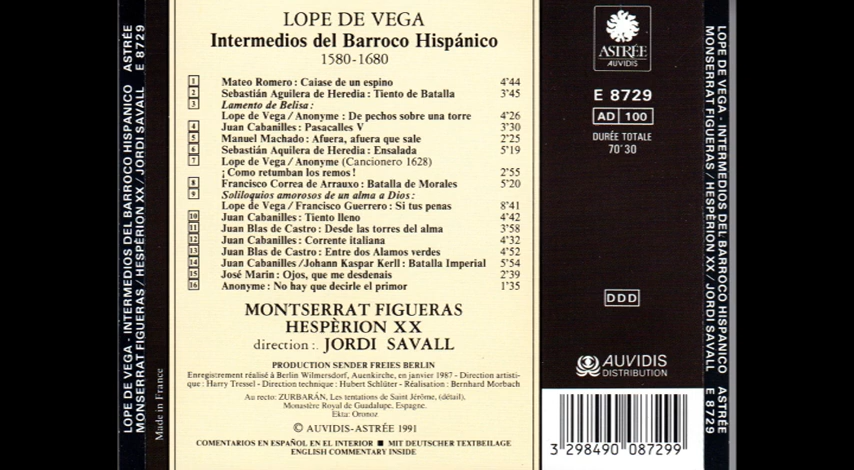 LOPE DE VEGA - INTERMEDIOS DEL BARROCO HISPANICO ASTRÉE
MONTSERRAT FIGUERAS / HESPÈRION XX / JORDI SAVALL E 8729
LOPE DE VEGA
Intermedios del Barroco Hispánico
1580-1680
1 Mateo Romero : Caiase de un espino 4'44
2 Sebastián Aguilera de Heredia : Tiento de Batalla 3'45
3 Lamento de Belisa :
Lope de Vega / Anonyme : De pechos sobre una torre 4'26
4 Juan Cabanilles : Pasacalles V 3'30
5 Manuel Machado : Afuera, afuera que sale 2'25
6 Sebastián Aquilera de Heredia : Ensalada 5'19
7 Lope de Vega / Anonyme (Cancionero 1628)
¡ Como retumban los remos ! 2'55
8 Francisco Correa de Arrauxo : Batalla de Morales 5'20
9 Soliloquios amorosos de un alma a Dios :
Lope de Vega / Francisco Guerrero : Si tus penas 8'41
10 Juan Cabanilles : Tiento lleno 4'42
11 Juan Blas de Castro : Desde las torres del alma 3'58
12 Juan Cabanilles : Corrente italiana 4'32
13 Juan Blas de Castro : Entre dos Alamos verdes 4'52
14 Juan Cabanilles /Johann Kaspar Kerll : Batalla Imperial 5'54
15 José Marin : Ojos, que me desdenais 2'39
16 Anonyme : No hay que decirle el primor 1'35
MONTSERRAT FIGUERAS
HESPÈRION XX
direction :. JORDI SAVALL
PRODUCTION SENDER FREIES BERLIN
Enregistrement réalisé à Berlin Wilmersdorf, Auenkirche, en janvier 1987 - Direction artisti-
que : Harry Tressel - Direction technique : Hubert Schlüter - Réalisation : Bernhard Morbach
Au recto: ZURBARÁN, Les tentations de Saint Jérôme, (détail).
Monastère Royal de Guadalupe. Espagne.
Ekta: Oronoz
© AUVIDIS-ASTRÉE 1991
COMENTARIOS EN ESPAÑOL EN EL INTERIOR ■ MIT DEUTSCHER TEXTBEILAGE
ENGLISH COMMENTARY INSIDE
Made in France
ASTRÉE
AUVIDIS
E 8729
AD 100
DURÉE TOTALE
70'30
DDD
AUVIDIS
DISTRIBUTION
3 298490 087299
LOPE DE VEGA - INTERMEDIOS DEL BARROCO HISPANICO ASTRÉE
MONTSERRAT FIGUERAS / HESPÈRION XX / JORDI SAVALL E 8729